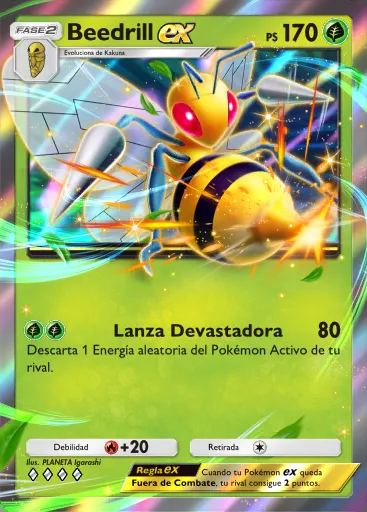 FASE2 Beedrill ex PS 170
Evoluciona de Kakuna
Lanza Devastadora 80
Descarta 1 Energía aleatoria del Pokémon Activo de tu
rival.
Debilidad +20 Retirada
Ilus. PLANETA Igarashi
Regla ex Cuando tu Pokémon ex queda
Fuera de Combate, tu rival consigue 2 puntos.